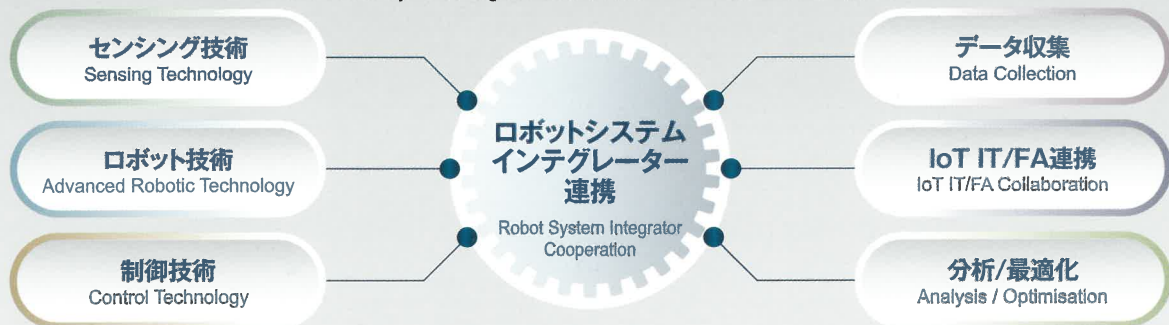 センシング技術
Sensing Technology
ロボット技術
Advanced Robotic Technology
制御技術
Control Technology
ロボットシステム
インテグレーター
連携
Robot System Integrator
Cooperation
データ収集
Data Collection
IoT IT/FA連携
IoT IT/FA Collaboration
分析/最適化
Analysis / Optimisation